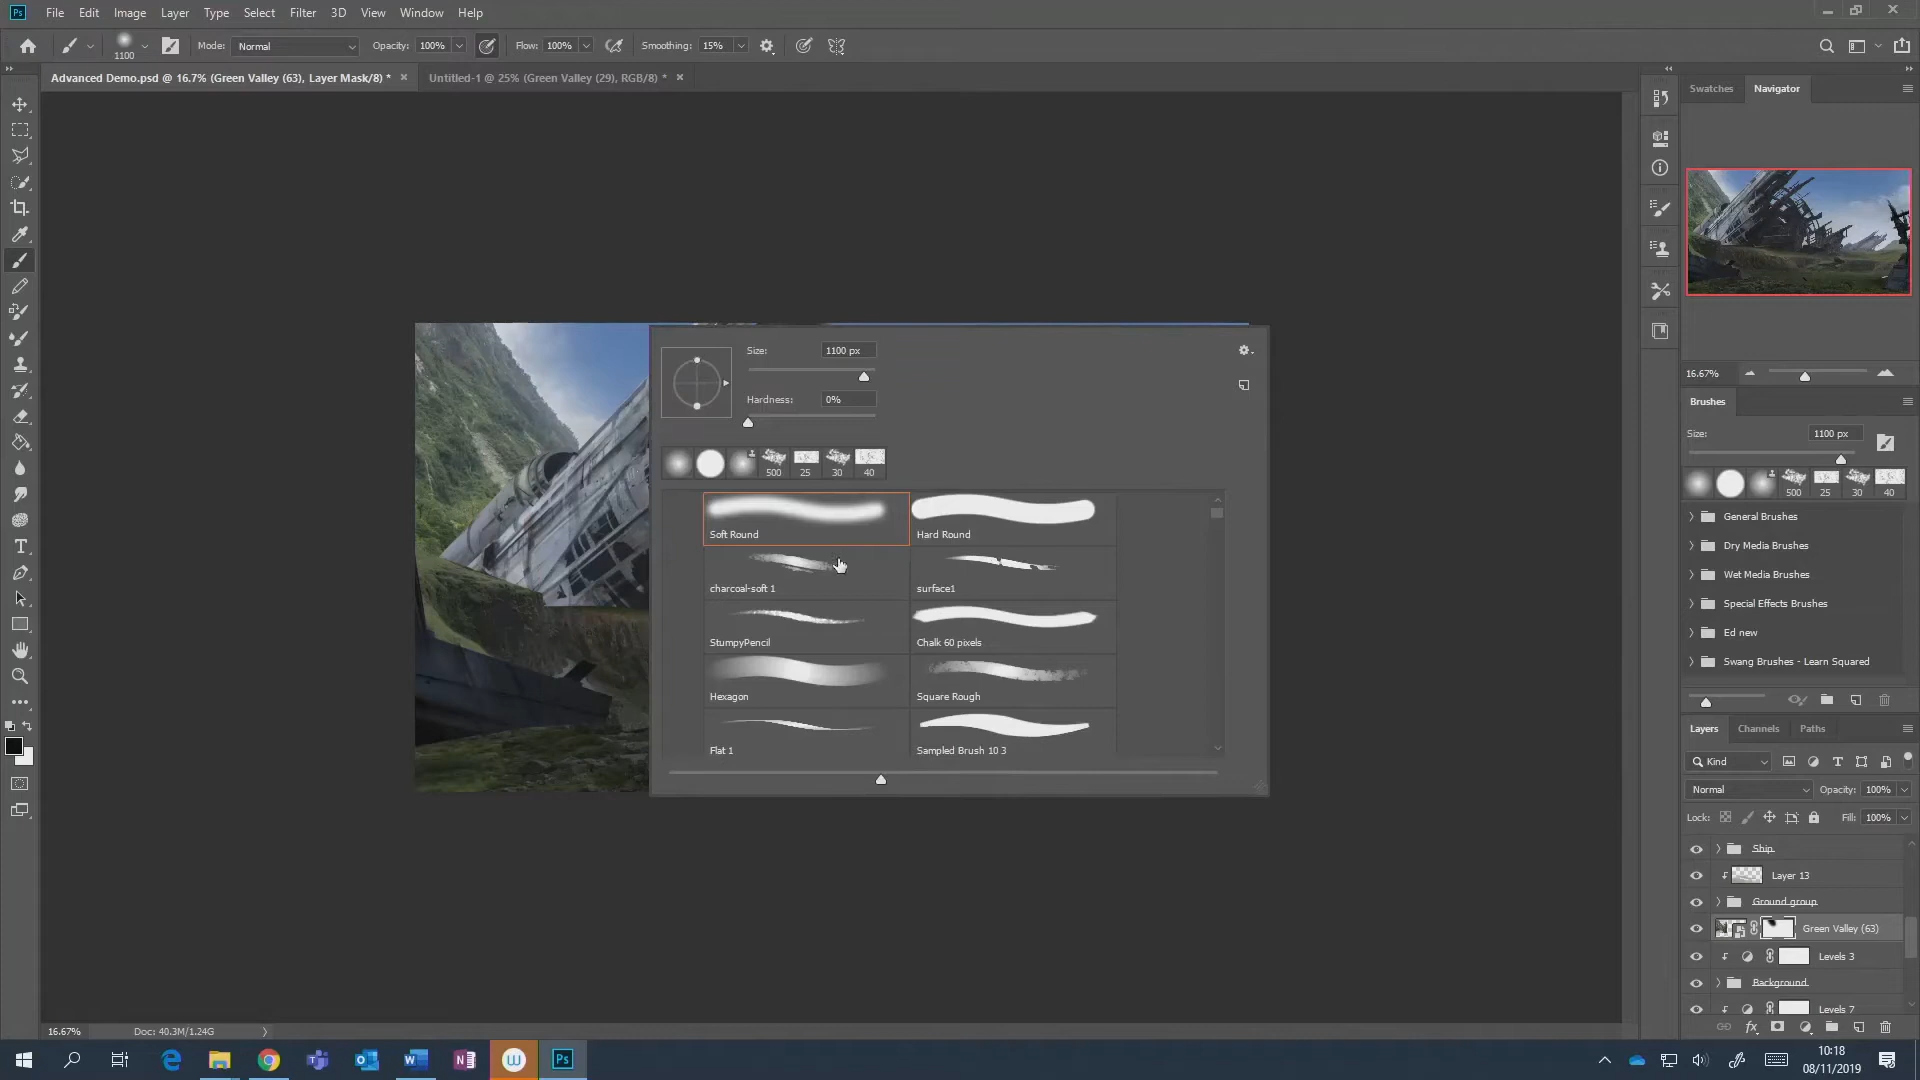 Ps File Edit Image Layer Type Select Filter 3D View Window Help
1100 Mode: Normal Opacity: 100% Flow: 100% Smoothing: 15%
Advanced Demo.psd @ 16.7% (Green Valley (63), Layer Mask/8) * × Untitled-1 @ 25% (Green Valley (29), RGB/8) * ×
Swatches Navigator
Size: 1100 px
Hardness: 0%
500 25 30 40
Soft Round Hard Round
charcoal-soft 1 surface1
StumpyPencil Chalk 60 pixels
Hexagon Square Rough
Flat 1 Sampled Brush 10 3
16.67%
Brushes
Size: 1100 px
500 25 30 40
General Brushes
Dry Media Brushes
Wet Media Brushes
Special Effects Brushes
Ed new
Swang Brushes - Learn Squared
Layers Channels Paths
Kind
Normal Opacity: 100%
Lock: Fill: 100%
Ship
Layer 13
Ground group
Green Valley (63)
Levels 3
Background
Levels 7
16.67% Doc: 40.3M/1.24G
Ps
10:18
08/11/2019